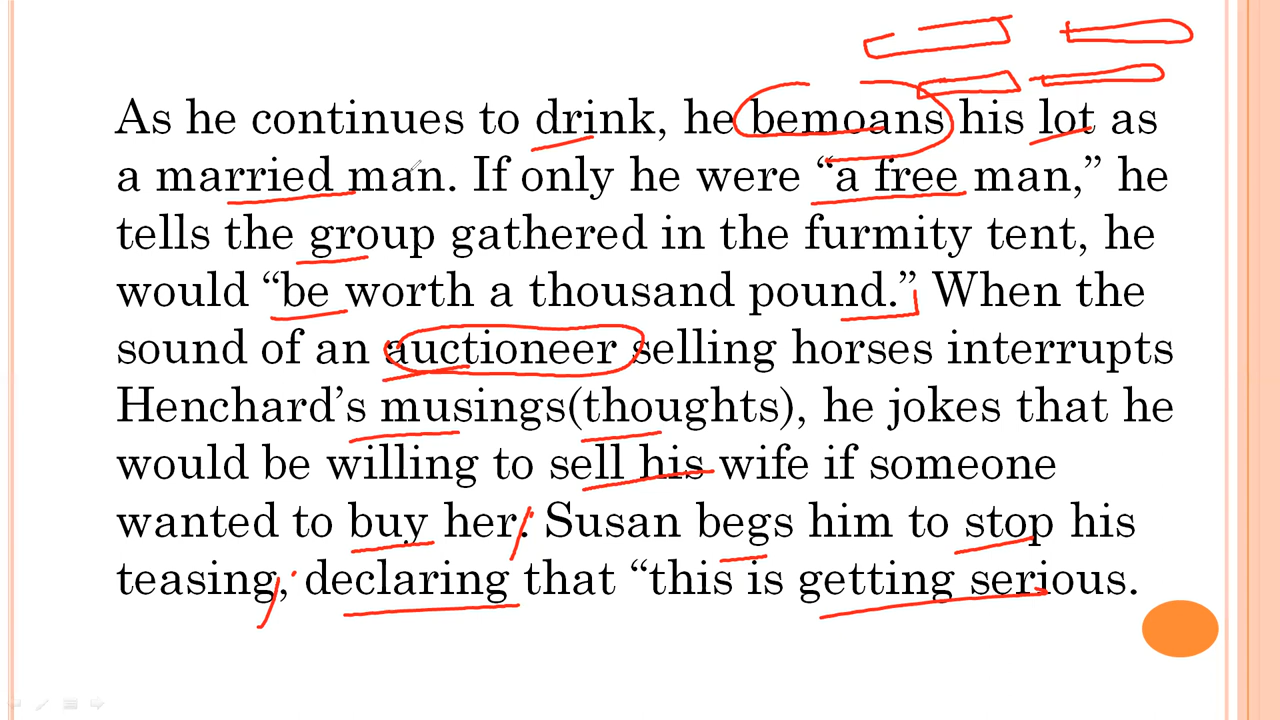 As he continues to drink, he bemoans his lot as
a married man. If only he were “a free man,” he
tells the group gathered in the furmity tent, he
would “be worth a thousand pound.” When the
sound of an auctioneer selling horses interrupts
Henchard’s musings(thoughts), he jokes that he
would be willing to sell his wife if someone
wanted to buy her. Susan begs him to stop his
teasing, declaring that “this is getting serious.